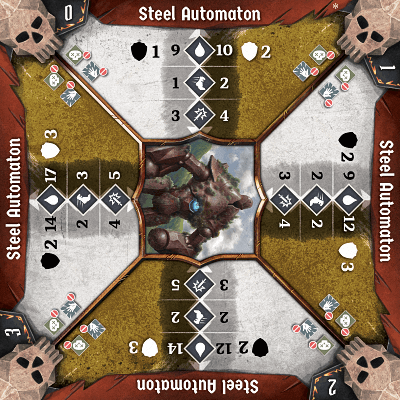 0
Steel Automaton
1 9 10 2
1 2
3 4
1
Steel Automaton
2 9 12 3
2 2
3 4
2
Steel Automaton
2 12 14 3
2 2
3 5
3
Steel Automaton
2 14 17 3
2 3
4 5